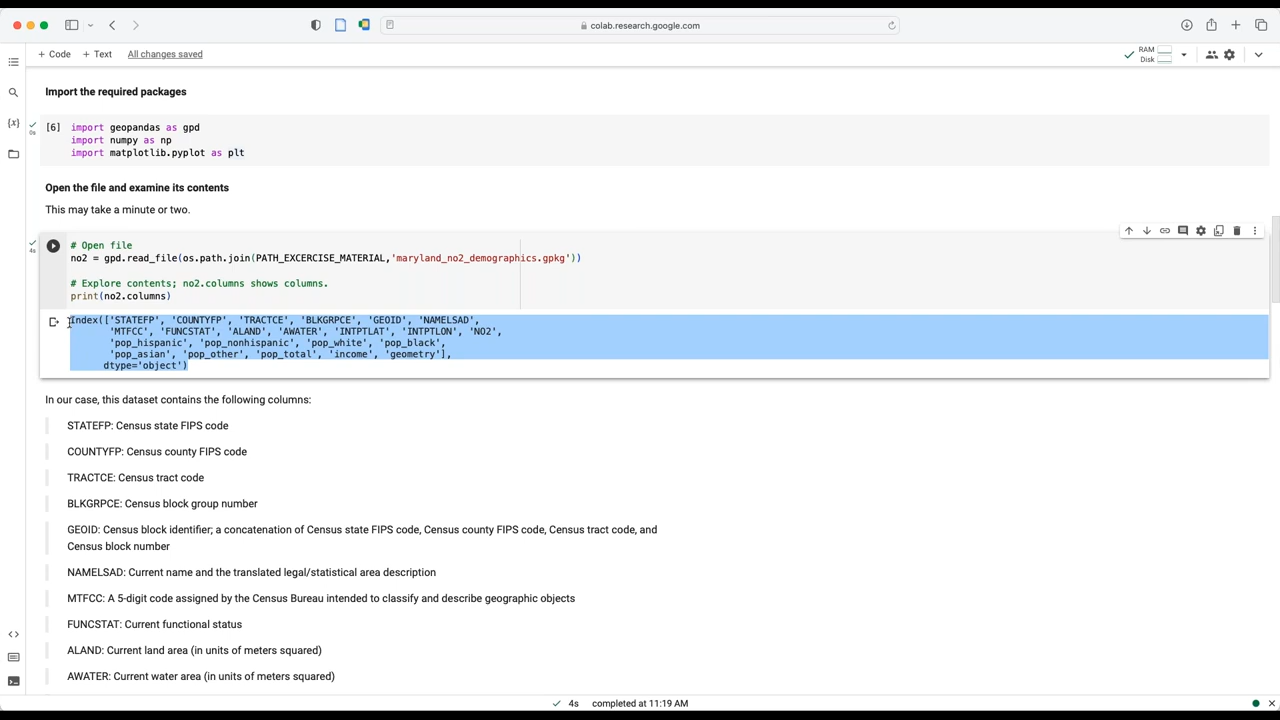 colab.research.google.com
+ Code + Text All changes saved
RAM
Disk
Import the required packages
[6] import geopandas as gpd
0s
import numpy as np
import matplotlib.pyplot as plt
Open the file and examine its contents
This may take a minute or two.
# Open file
4s
no2 = gpd.read_file(os.path.join(PATH_EXCERCISE_MATERIAL,'maryland_no2_demographics.gpkg'))
# Explore contents; no2.columns shows columns.
print(no2.columns)
Index(['STATEFP', 'COUNTYFP', 'TRACTCE', 'BLKGRPCE', 'GEOID', 'NAMELSAD',
'MTFCC', 'FUNCSTAT', 'ALAND', 'AWATER', 'INTPTLAT', 'INTPTLON', 'NO2',
'pop_hispanic', 'pop_nonhispanic', 'pop_white', 'pop_black',
'pop_asian', 'pop_other', 'pop_total', 'income', 'geometry'],
dtype='object')
In our case, this dataset contains the following columns:
STATEFP: Census state FIPS code
COUNTYFP: Census county FIPS code
TRACTCE: Census tract code
BLKGRPCE: Census block group number
GEOID: Census block identifier; a concatenation of Census state FIPS code, Census county FIPS code, Census tract code, and
Census block number
NAMELSAD: Current name and the translated legal/statistical area description
MTFCC: A 5-digit code assigned by the Census Bureau intended to classify and describe geographic objects
FUNCSTAT: Current functional status
ALAND: Current land area (in units of meters squared)
AWATER: Current water area (in units of meters squared)
4s completed at 11:19 AM